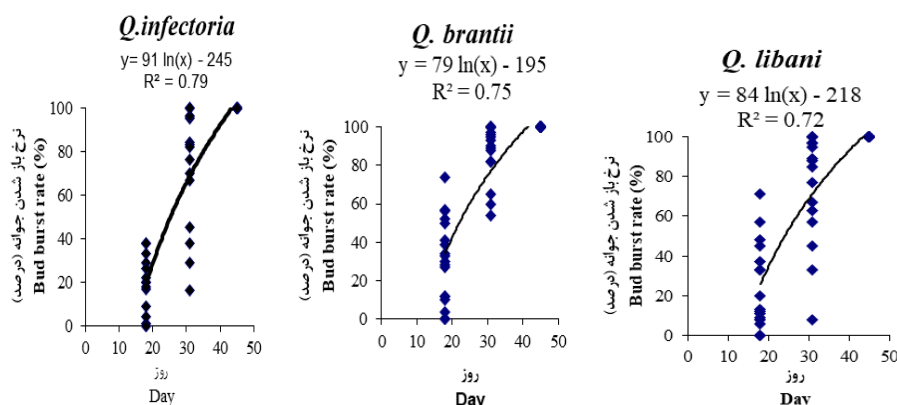 Q.infectoria
y= 91 ln(x) - 245
R² = 0.79
نرخ باز شدن جوانه (درصد)
Bud burst rate (%)
100
80
60
40
20
0
0 10 20 30 40 50
روز
Day
Q. brantii
y = 79 ln(x) - 195
R² = 0.75
نرخ باز شدن جوانه (درصد)
Bud burst rate (%)
100
80
60
40
20
0
0 10 20 30 40 50
روز
Day
Q. libani
y = 84 ln(x) - 218
R² = 0.72
نرخ باز شدن جوانه (درصد)
Bud burst rate (%)
100
80
60
40
20
0
0 10 20 30 40 50
روز
Day